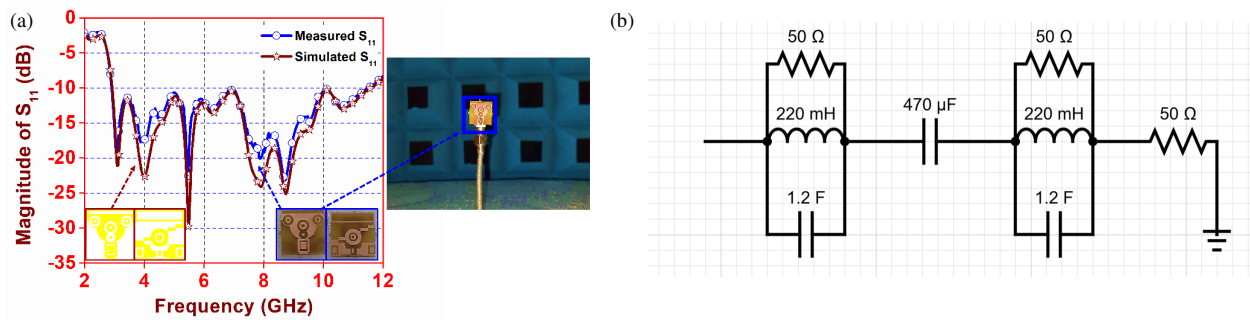 (a)
Magnitude of S11 (dB)
0
-5
-10
-15
-20
-25
-30
-35
Measured S11
Simulated S11
2
4
6
8
10
12
Frequency (GHz)
(b)
50 Ω
220 mH
1.2 F
470 µF
50 Ω
220 mH
1.2 F
50 Ω